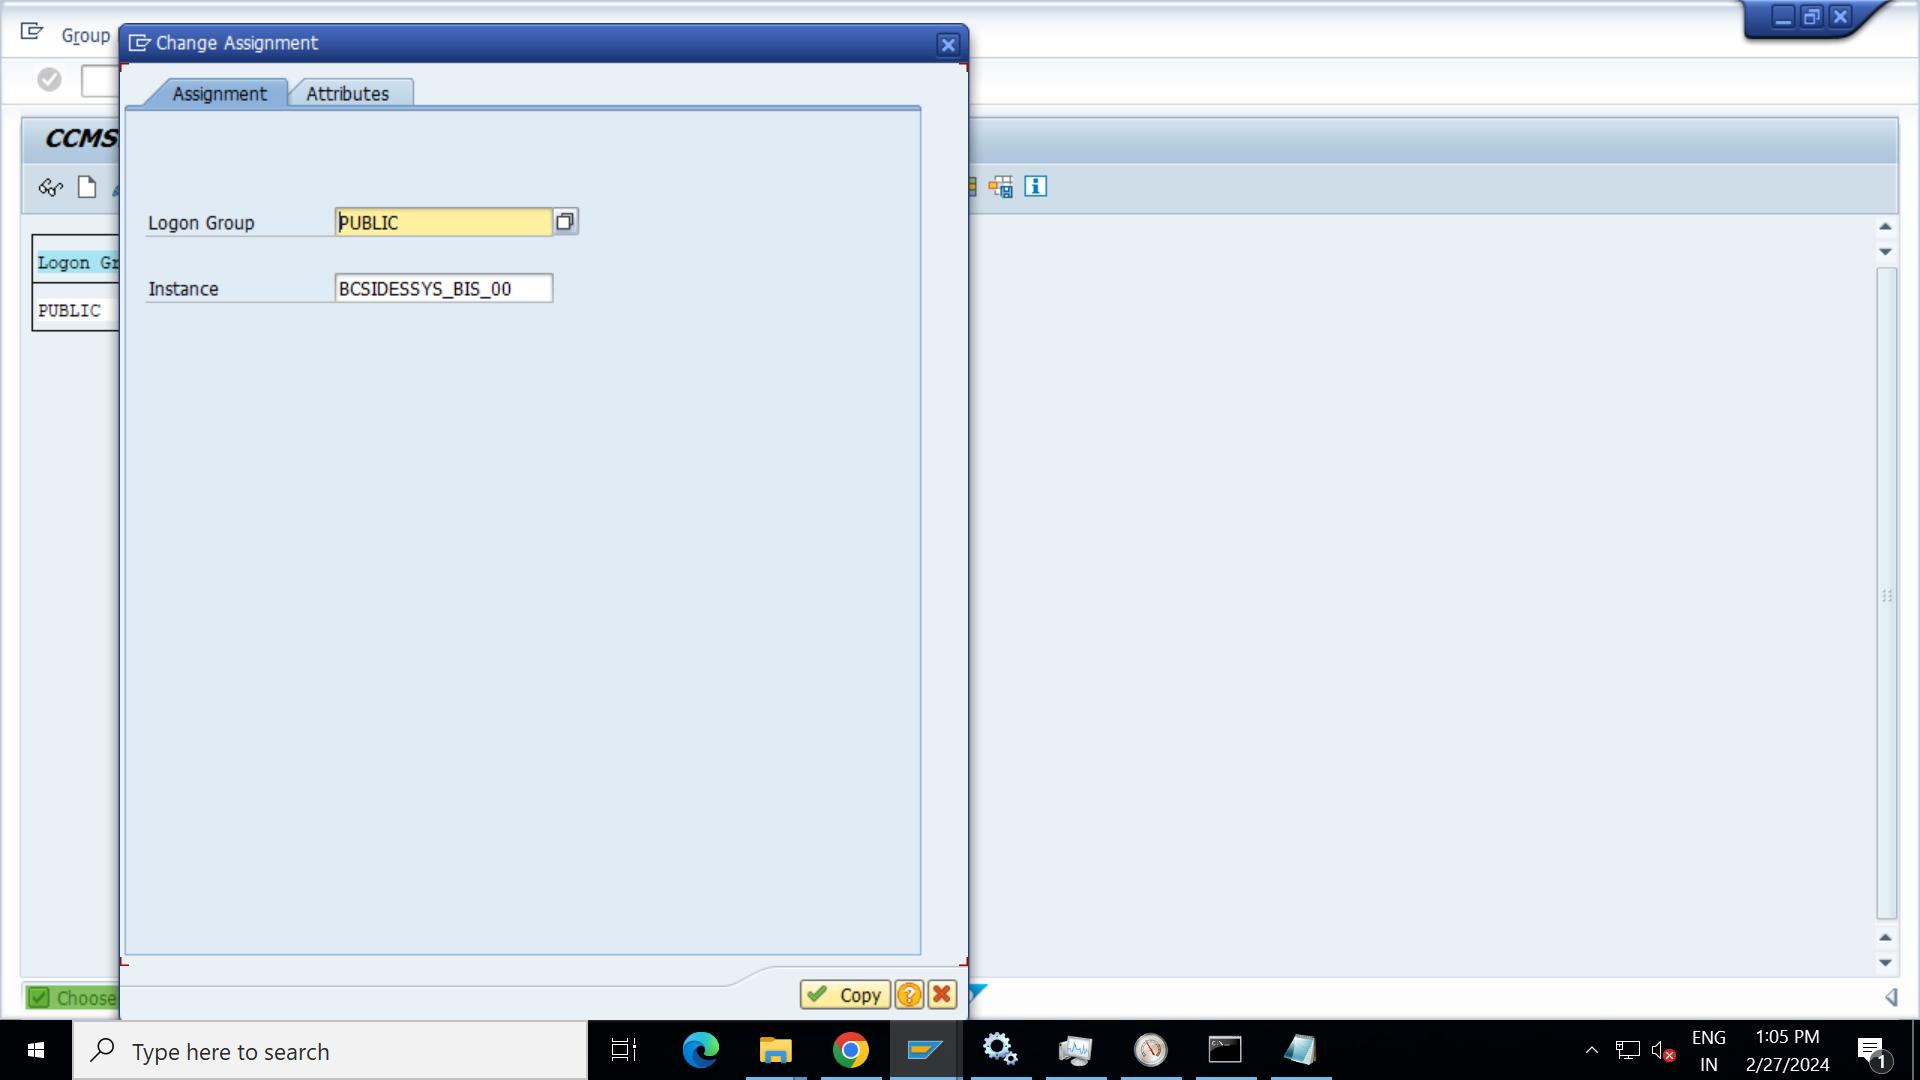 Group
Change Assignment
Assignment
Attributes
CCMS
Logon Group
PUBLIC
Logon Gr
Instance
BCSIDESSYS_BIS_00
PUBLIC
Choose
Copy
Type here to search
ENG
IN
1:05 PM
2/27/2024
1